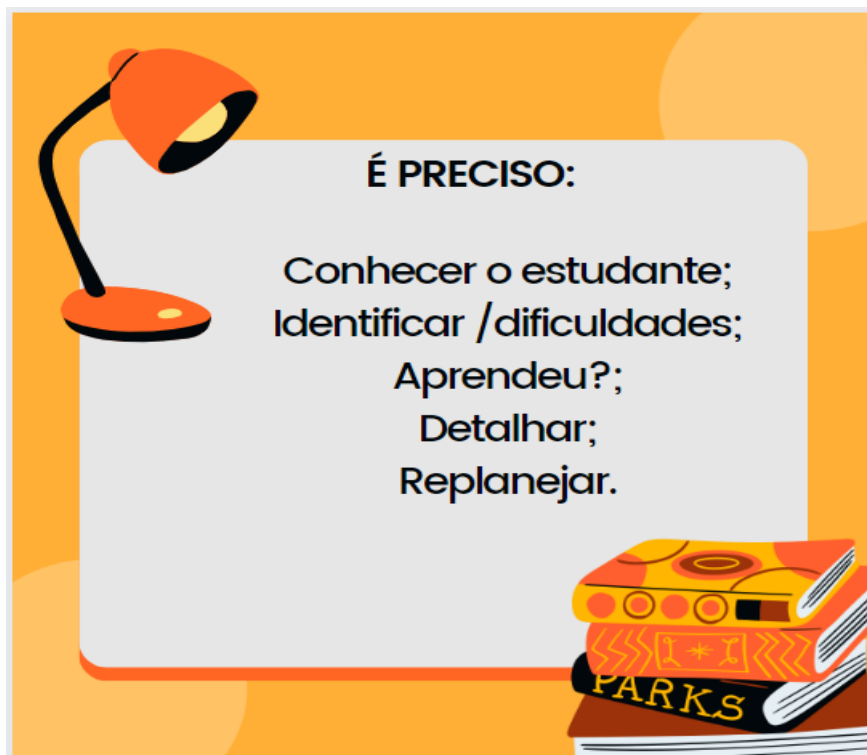 É PRECISO:
Conhecer o estudante;
Identificar /dificuldades;
Aprendeu?;
Detalhar;
Replanejar.
PARKS